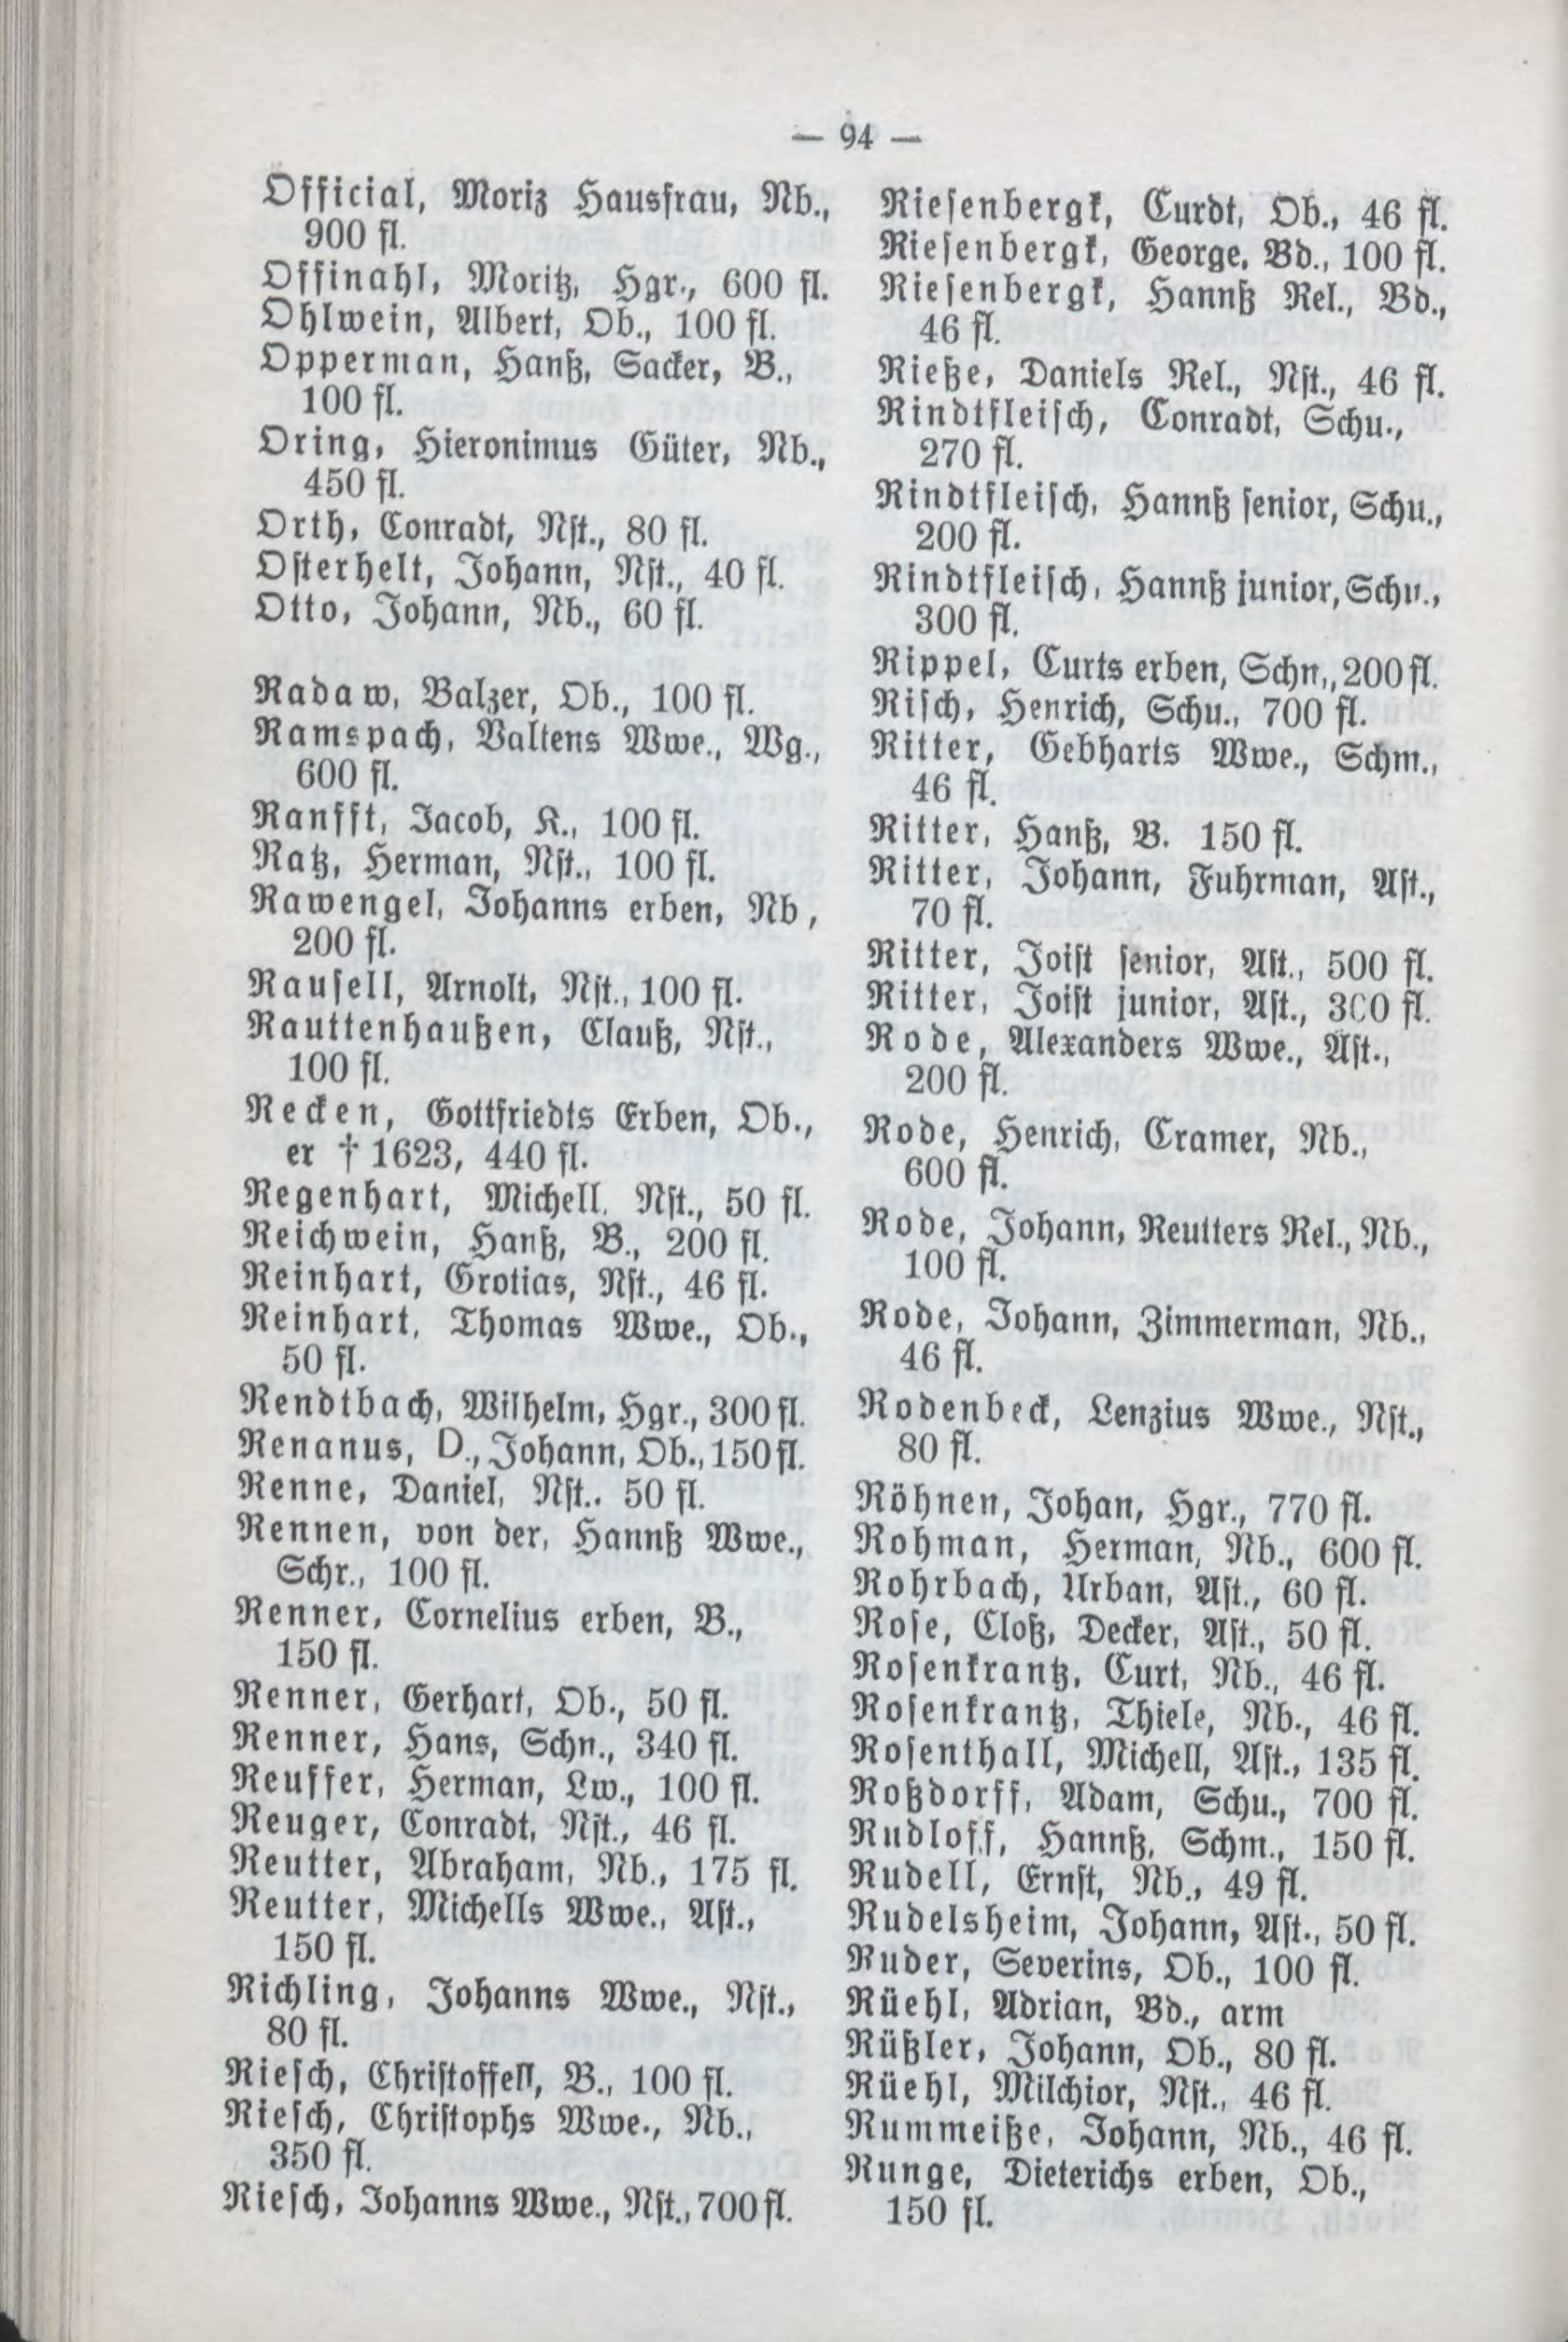 — 94 —
Official, Moriz Hausfrau, Nb.,
900 fl.
Offinahl, Moritz, Hgr., 600 fl.
Ohlwein, Albert, Ob., 100 fl.
Opperman, Hanß, Sacker, B.,
100 fl.
Oring, Hieronimus Güter, Nb.,
450 fl.
Orth, Conradt, Nst., 80 fl.
Osterhelt, Johann, Nst., 40 fl.
Otto, Johann, Nb., 60 fl.
Radaw, Balzer, Ob., 100 fl.
Ramspach, Valtens Wwe., Wg.,
600 fl.
Ranfft, Jacob, K., 100 fl.
Ratz, Herman, Nst., 100 fl.
Rawengel, Johanns erben, Nb,
200 fl.
Rausell, Arnolt, Nst., 100 fl.
Rauttenhaußen, Clauß, Nst.,
100 fl.
Recken, Gottfriedts Erben, Ob.,
er † 1623, 440 fl.
Regenhart, Michell, Nst., 50 fl.
Reichwein, Hanß, B., 200 fl.
Reinhart, Grotias, Nst., 46 fl.
Reinhart, Thomas Wwe., Ob.,
50 fl.
Rendtbach, Wilhelm, Hgr., 300 fl.
Renanus, D., Johann, Ob., 150 fl.
Renne, Daniel, Nst.. 50 fl.
Rennen, von der, Hannß Wwe.,
Schr., 100 fl.
Renner, Cornelius erben, B.,
150 fl.
Renner, Gerhart, Ob., 50 fl.
Renner, Hans, Schn., 340 fl.
Reuffer, Herman, Lw., 100 fl.
Reuger, Conradt, Nst., 46 fl.
Reutter, Abraham, Nb., 175 fl.
Reutter, Michells Wwe., Ast.,
150 fl.
Richling, Johanns Wwe., Nst.,
80 fl.
Riesch, Christoffell, B., 100 fl.
Riesch, Christophs Wwe., Nb.,
350 fl.
Riesch, Johanns Wwe., Nst., 700 fl.
Riesenbergk, Curdt, Ob., 46 fl.
Riesenbergk, George, Bd., 100 fl.
Riesenbergk, Hannß Rel., Bd.,
46 fl.
Rieße, Daniels Rel., Nst., 46 fl.
Rindtfleisch, Conradt, Schu.,
270 fl.
Rindtfleisch, Hannß senior, Schu.,
200 fl.
Rindtfleisch, Hannß junior, Schu.,
300 fl.
Rippel, Curts erben, Schn,, 200 fl.
Risch, Henrich, Schu., 700 fl.
Ritter, Gebharts Wwe., Schm.,
46 fl.
Ritter, Hanß, B. 150 fl.
Ritter, Johann, Fuhrman, Ast.,
70 fl.
Ritter, Joist senior, Ast., 500 fl.
Ritter, Joist junior, Ast., 300 fl.
Rode, Alexanders Wwe., Ast.,
200 fl.
Rode, Henrich, Cramer, Nb.,
600 fl.
Rode, Johann, Reutters Rel., Nb.,
100 fl.
Rode, Johann, Zimmerman, Nb.,
46 fl.
Rodenbeck, Lenzius Wwe., Nst.,
80 fl.
Röhnen, Johan, Hgr., 770 fl.
Rohman, Herman, Nb., 600 fl.
Rohrbach, Urban, Ast., 60 fl.
Rose, Cloß, Decker, Ast., 50 fl.
Rosenkrantz, Curt, Nb., 46 fl.
Rosenkrantz, Thiele, Nb., 46 fl.
Rosenthall, Michell, Ast., 135 fl.
Roßdorff, Adam, Schu., 700 fl.
Rudloff, Hannß, Schm., 150 fl.
Rudell, Ernst, Nb., 49 fl.
Rudelsheim, Johann, Ast., 50 fl.
Ruder, Severins, Ob., 100 fl.
Rüehl, Adrian, Bd., arm
Rüßler, Johann, Ob., 80 fl.
Rüehl, Milchior, Nst., 46 fl.
Rummeiße, Johann, Nb., 46 fl.
Runge, Dieterichs erben, Ob.,
150 fl.